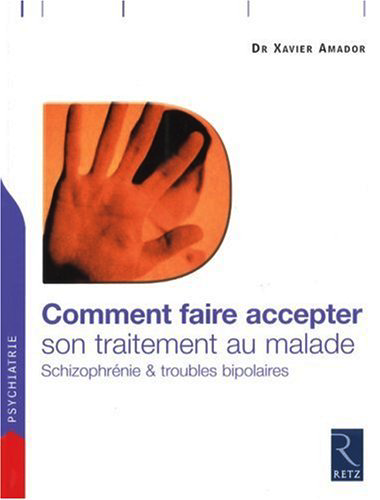 DR XAVIER AMADOR
Comment faire accepter
son traitement au malade
Schizophrénie & troubles bipolaires
PSYCHIATRIE
RETZ